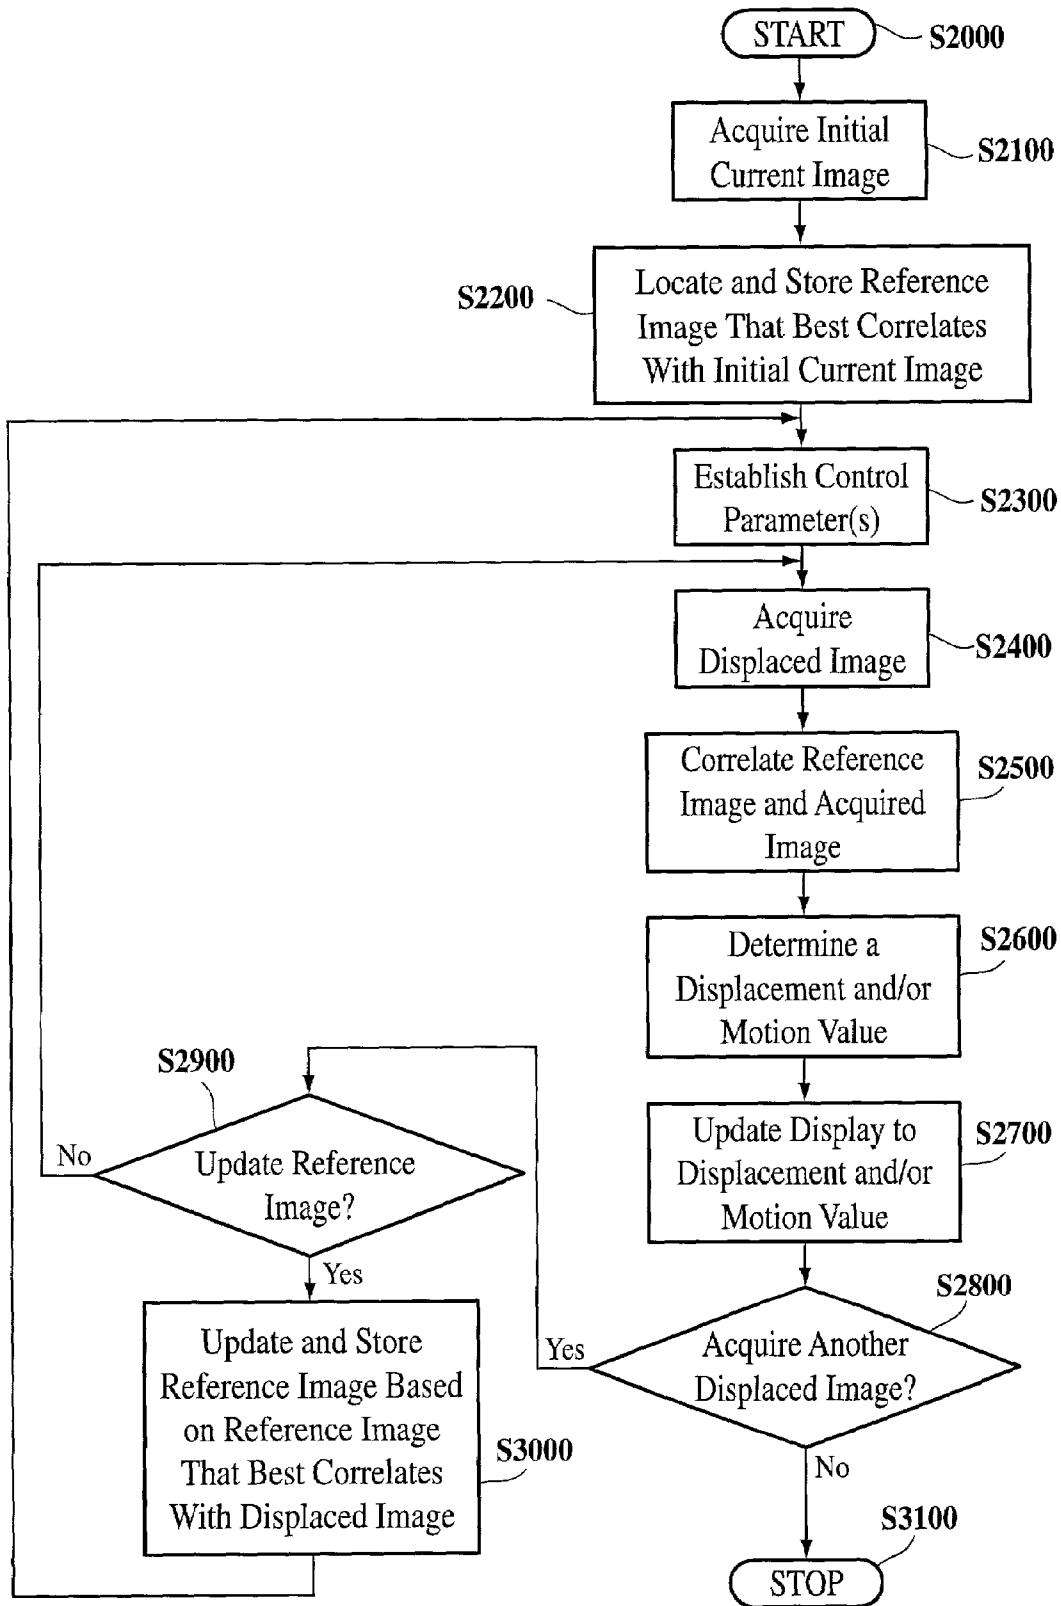 START
S2000
Acquire Initial
Current Image
S2100
S2200
Locate and Store Reference
Image That Best Correlates
With Initial Current Image
Establish Control
Parameter(s)
S2300
Acquire
Displaced Image
S2400
Correlate Reference
Image and Acquired
Image
S2500
Determine a
Displacement and/or
Motion Value
S2600
Update Display to
Displacement and/or
Motion Value
S2700
S2800
Acquire Another
Displaced Image?
Yes
No
S2900
Update Reference
Image?
No
Yes
Update and Store
Reference Image Based
on Reference Image
That Best Correlates
With Displaced Image
S3000
S3100
STOP